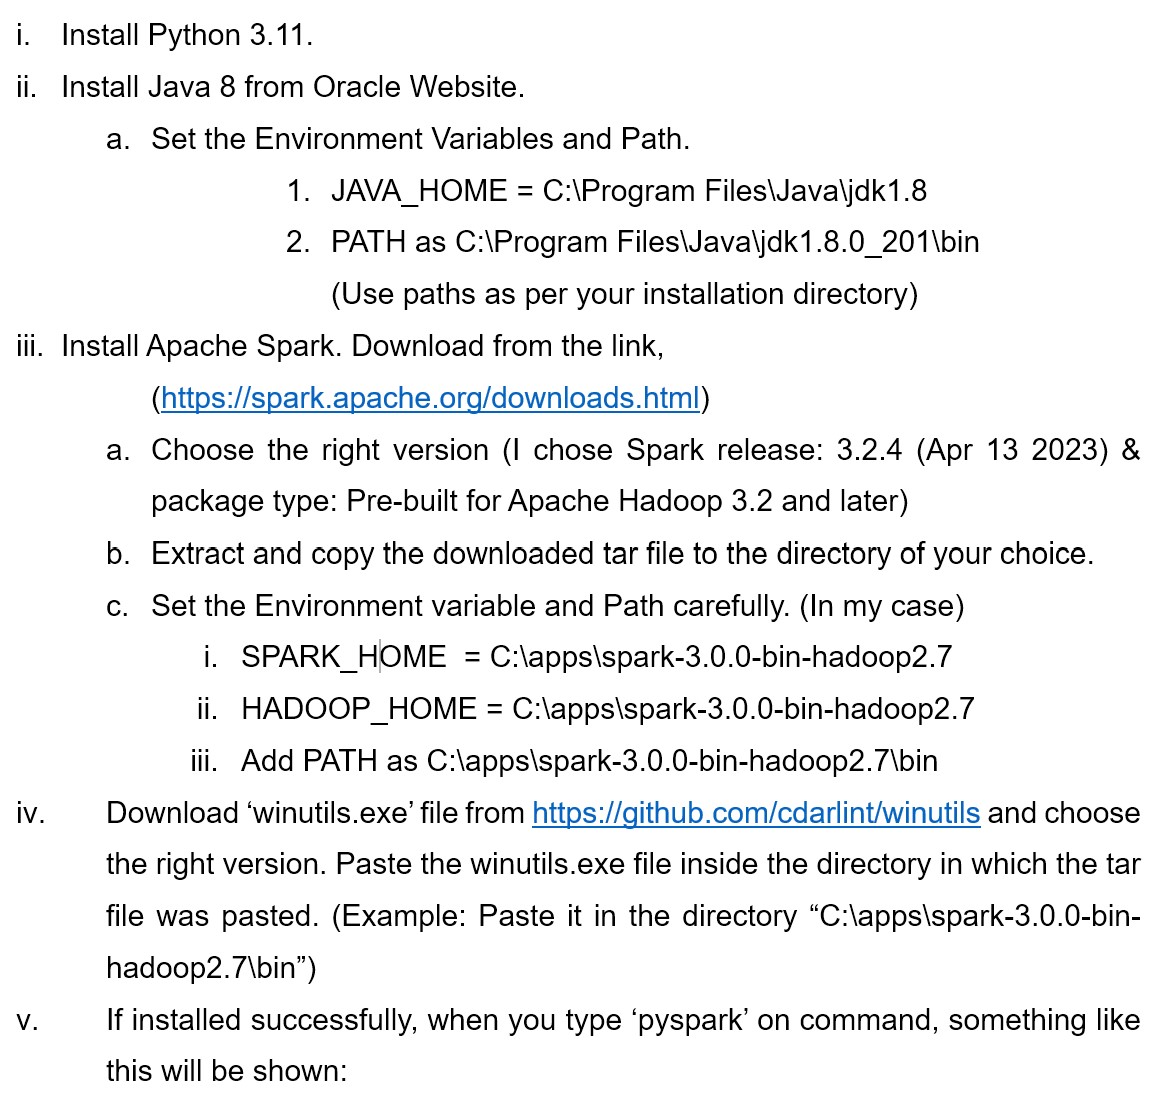 i. Install Python 3.11.
ii. Install Java 8 from Oracle Website.
a. Set the Environment Variables and Path.
1. JAVA_HOME = C:\Program Files\Java\jdk1.8
2. PATH as C:\Program Files\Java\jdk1.8.0_201\bin
(Use paths as per your installation directory)
iii. Install Apache Spark. Download from the link,
(https://spark.apache.org/downloads.html)
a. Choose the right version (I chose Spark release: 3.2.4 (Apr 13 2023) &
package type: Pre-built for Apache Hadoop 3.2 and later)
b. Extract and copy the downloaded tar file to the directory of your choice.
c. Set the Environment variable and Path carefully. (In my case)
i. SPARK_HOME  = C:\apps\spark-3.0.0-bin-hadoop2.7
ii. HADOOP_HOME = C:\apps\spark-3.0.0-bin-hadoop2.7
iii. Add PATH as C:\apps\spark-3.0.0-bin-hadoop2.7\bin
iv. Download ‘winutils.exe’ file from https://github.com/cdarlint/winutils and choose
the right version. Paste the winutils.exe file inside the directory in which the tar
file was pasted. (Example: Paste it in the directory “C:\apps\spark-3.0.0-bin-
hadoop2.7\bin”)
v. If installed successfully, when you type ‘pyspark’ on command, something like
this will be shown: